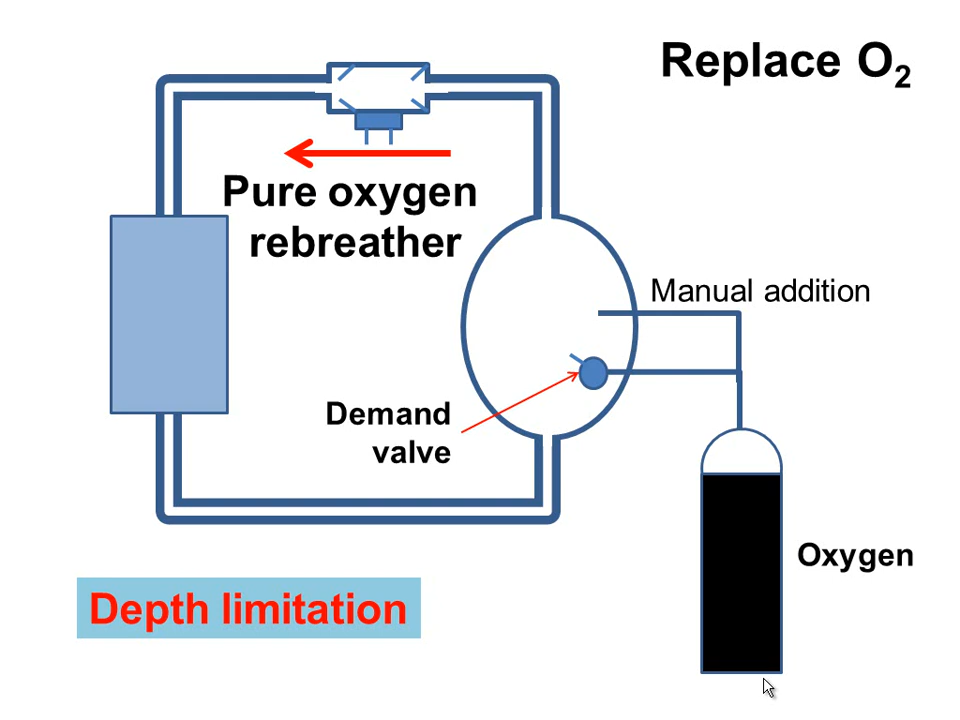 Replace O₂
Pure oxygen
rebreather
Manual addition
Demand
valve
Oxygen
Depth limitation